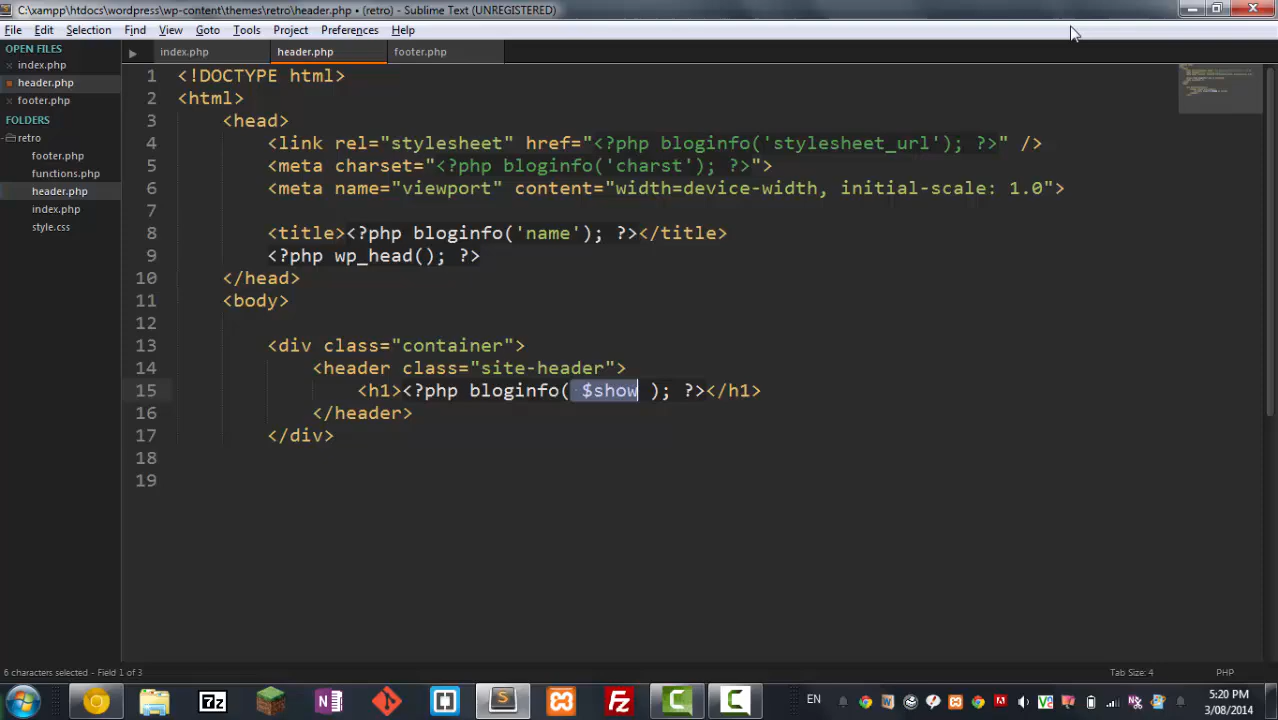 C:\xampp\htdocs\wordpress\wp-content\themes\retro\header.php • (retro) - Sublime Text (UNREGISTERED)
File Edit Selection Find View Goto Tools Project Preferences Help
OPEN FILES
index.php
header.php
footer.php
FOLDERS
retro
footer.php
functions.php
header.php
index.php
style.css
index.php header.php footer.php
1 <!DOCTYPE html>
2 <html>
3 <head>
4 <link rel="stylesheet" href="<?php bloginfo('stylesheet_url'); ?>" />
5 <meta charset="<?php bloginfo('charst'); ?>">
6 <meta name="viewport" content="width=device-width, initial-scale: 1.0">
7
8 <title><?php bloginfo('name'); ?></title>
9 <?php wp_head(); ?>
10 </head>
11 <body>
12
13 <div class="container">
14 <header class="site-header">
15 <h1><?php bloginfo( $show ); ?></h1>
16 </header>
17 </div>
18
19
6 characters selected - Field 1 of 3
Tab Size: 4 PHP
7z
N
S
Fz
C
C
EN
5:20 PM
3/08/2014